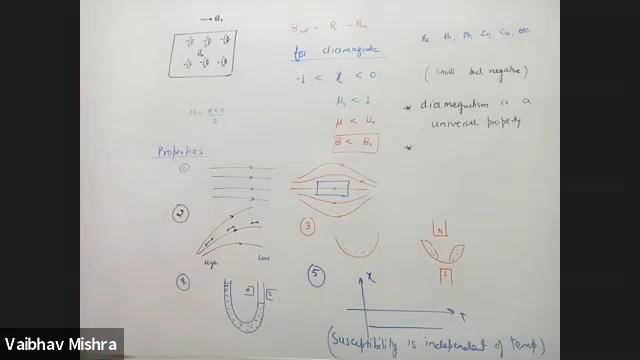 → B₀
B_net = B₀ - B_m
for diamagnetic
-1 < χ < 0
μᵣ < 1
μ < μ₀
B < B₀
Bi, Pb, Zn, Cu, etc
(small but negative)
* diamagnetism is a
universal property
*
M = evr/2
Properties
①
②
High
Low
③
N
S
④
N
S
⑤
χ
T
(Susceptibility is independent of temp)
Vaibhav Mishra